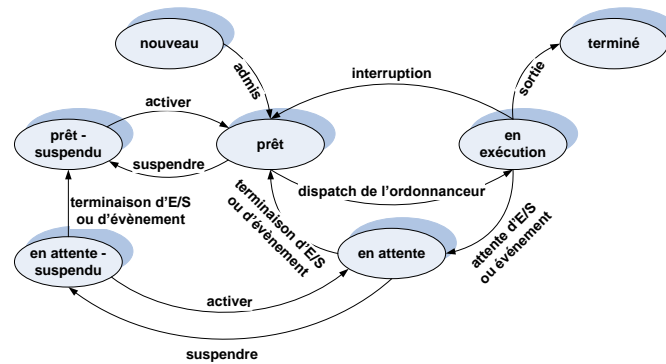 nouveau
terminé
admis
interruption
sortie
activer
prêt -
suspendu
prêt
en
exécution
suspendre
dispatch de l'ordonnanceur
terminaison d'E/S
ou d'évènement
terminaison d'E/S
ou d'évènement
attente d'E/S
ou événement
en attente -
suspendu
en attente
activer
suspendre